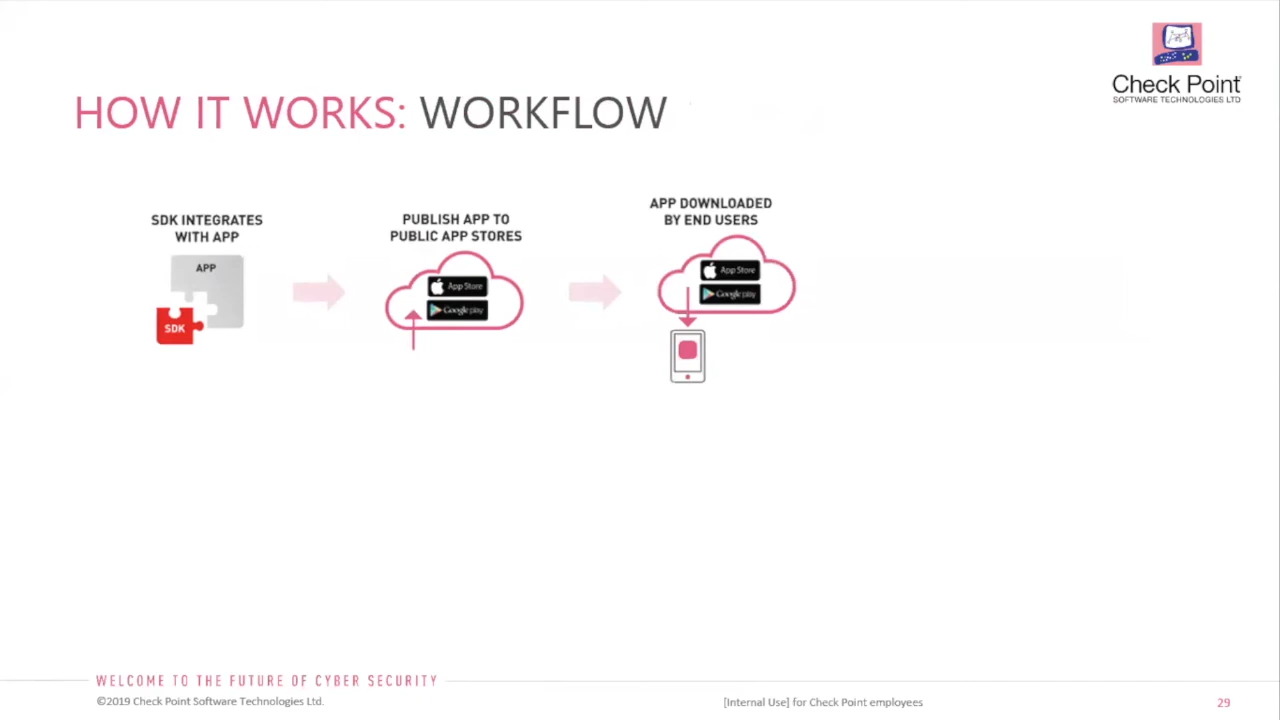 Check Point
SOFTWARE TECHNOLOGIES LTD
HOW IT WORKS: WORKFLOW
SDK INTEGRATES
WITH APP
APP
SDK
PUBLISH APP TO
PUBLIC APP STORES
App Store
Google play
APP DOWNLOADED
BY END USERS
App Store
Google play
WELCOME TO THE FUTURE OF CYBER SECURITY
©2019 Check Point Software Technologies Ltd.
[Internal Use] for Check Point employees
29